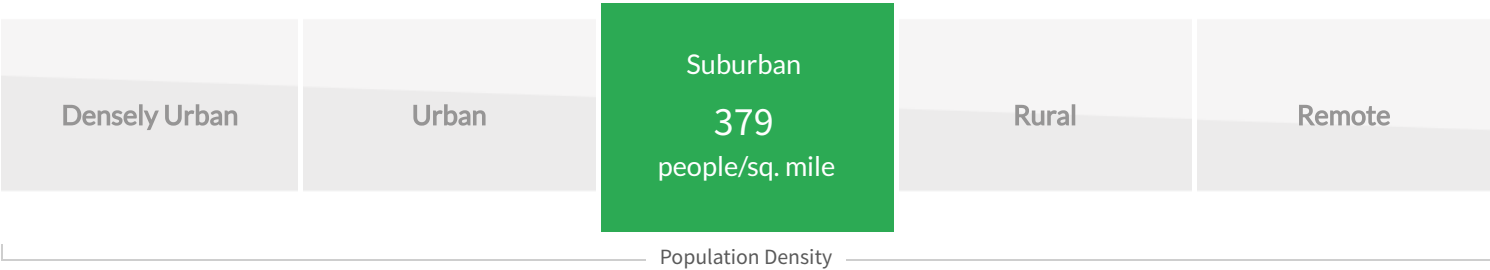 Densely Urban
Urban
Suburban
379
people/sq. mile
Rural
Remote
Population Density